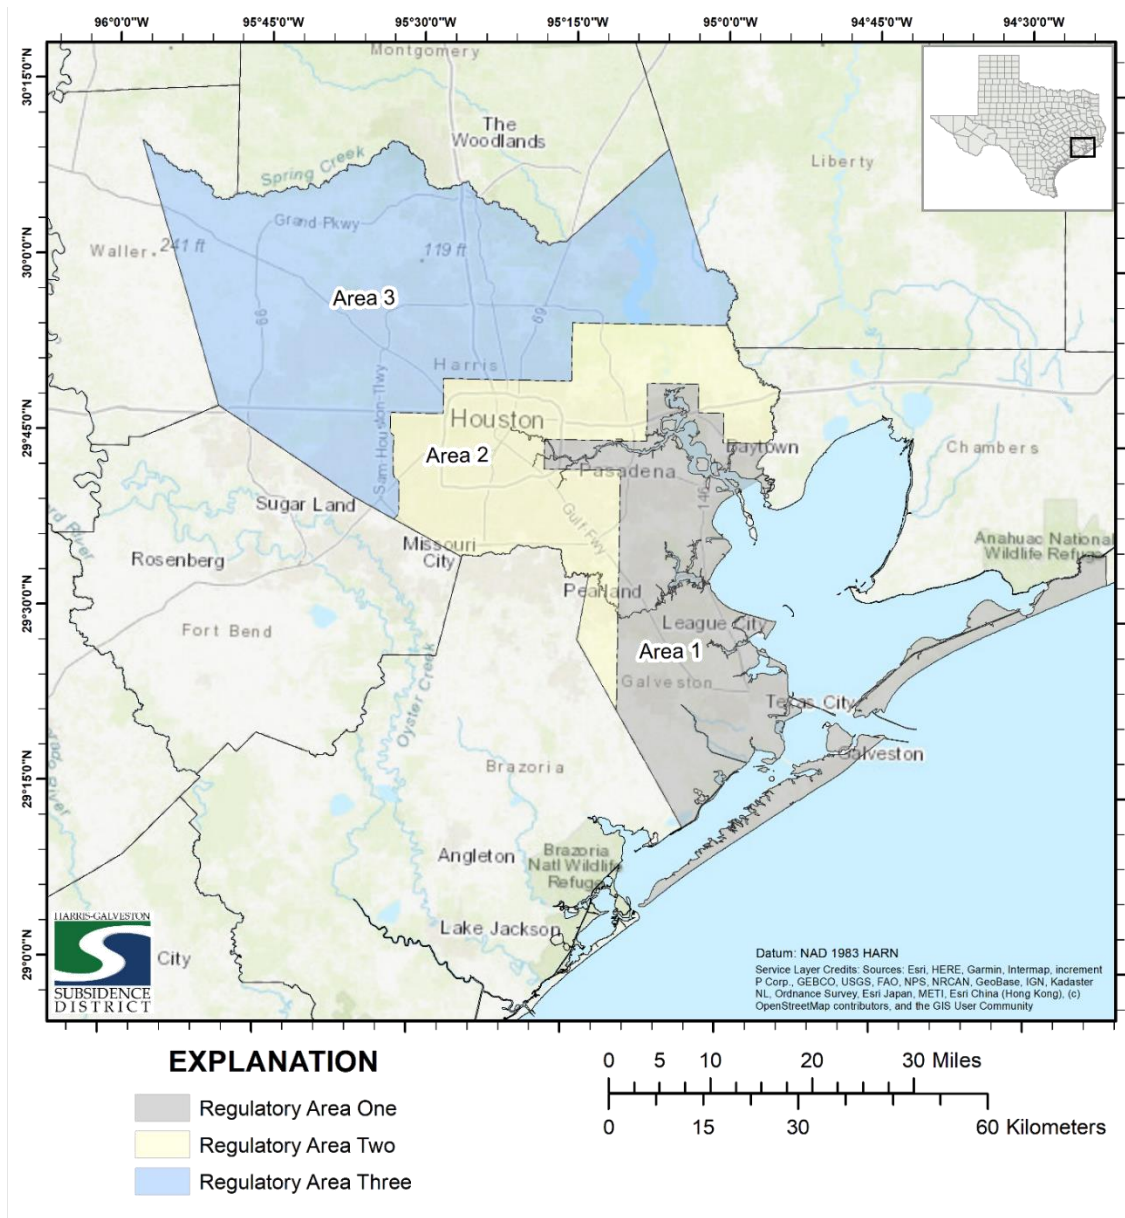 96°0'0"W
95°45'0"W
95°30'0"W
95°15'0"W
95°0'0"W
94°45'0"W
94°30'0"W
30°15'0"N
30°0'0"N
29°45'0"N
29°30'0"N
29°15'0"N
29°0'0"N
Montgomery
The
Woodlands
Liberty
Spring Creek
Grand Pkwy
Waller
241 ft
119 ft
Area 3
99
69
Harris
Sam Houston Tlwy
Houston
Area 2
Baytown
Pasadena
Chambers
146
Sugar Land
Gulf Fwy
Missouri
City
Anahuac National
Wildlife Refuge
Rosenberg
Pearland
Fort Bend
League City
Area 1
Galveston
Oyster Creek
Texas City
Galveston
Brazoria
Angleton
Brazoria
Natl Wildlife
Refuge
Lake Jackson
City
River
HARRIS-GALVESTON
SUBSIDENCE
DISTRICT
Datum: NAD 1983 HARN
Service Layer Credits: Sources: Esri, HERE, Garmin, Intermap, increment
P Corp., GEBCO, USGS, FAO, NPS, NRCAN, GeoBase, IGN, Kadaster
NL, Ordnance Survey, Esri Japan, METI, Esri China (Hong Kong), (c)
OpenStreetMap contributors, and the GIS User Community
EXPLANATION
Regulatory Area One
Regulatory Area Two
Regulatory Area Three
0 5 10 20 30 Miles
0 15 30 60 Kilometers